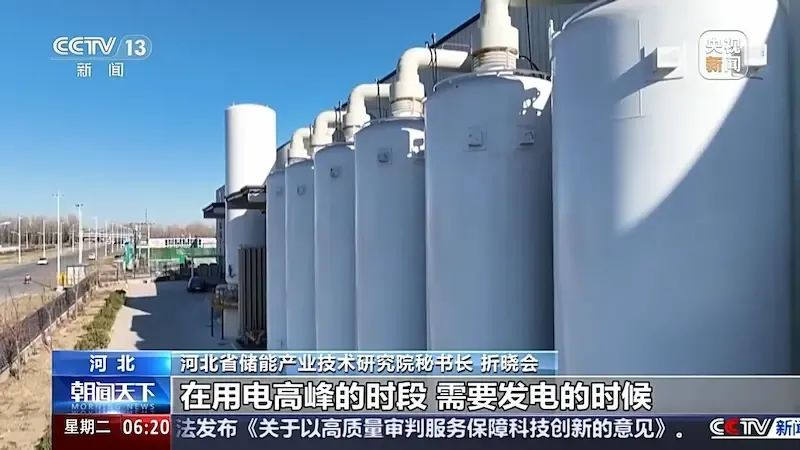 CCTV 13
新闻
央视
新闻
河北
河北省储能产业技术研究院秘书长 折晓会
朝闻天下
MORNING NEWS
在用电高峰的时段 需要发电的时候
星期二 06:20
法发布《关于以高质量审判服务保障科技创新的意见》。
CCTV 新闻